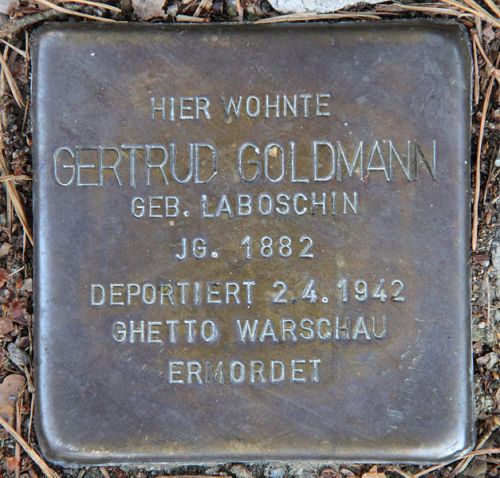 HIER WOHNTE
GERTRUD GOLDMANN
GEB. LABOSCHIN
JG. 1882
DEPORTIERT 2.4.1942
GHETTO WARSCHAU
ERMORDET